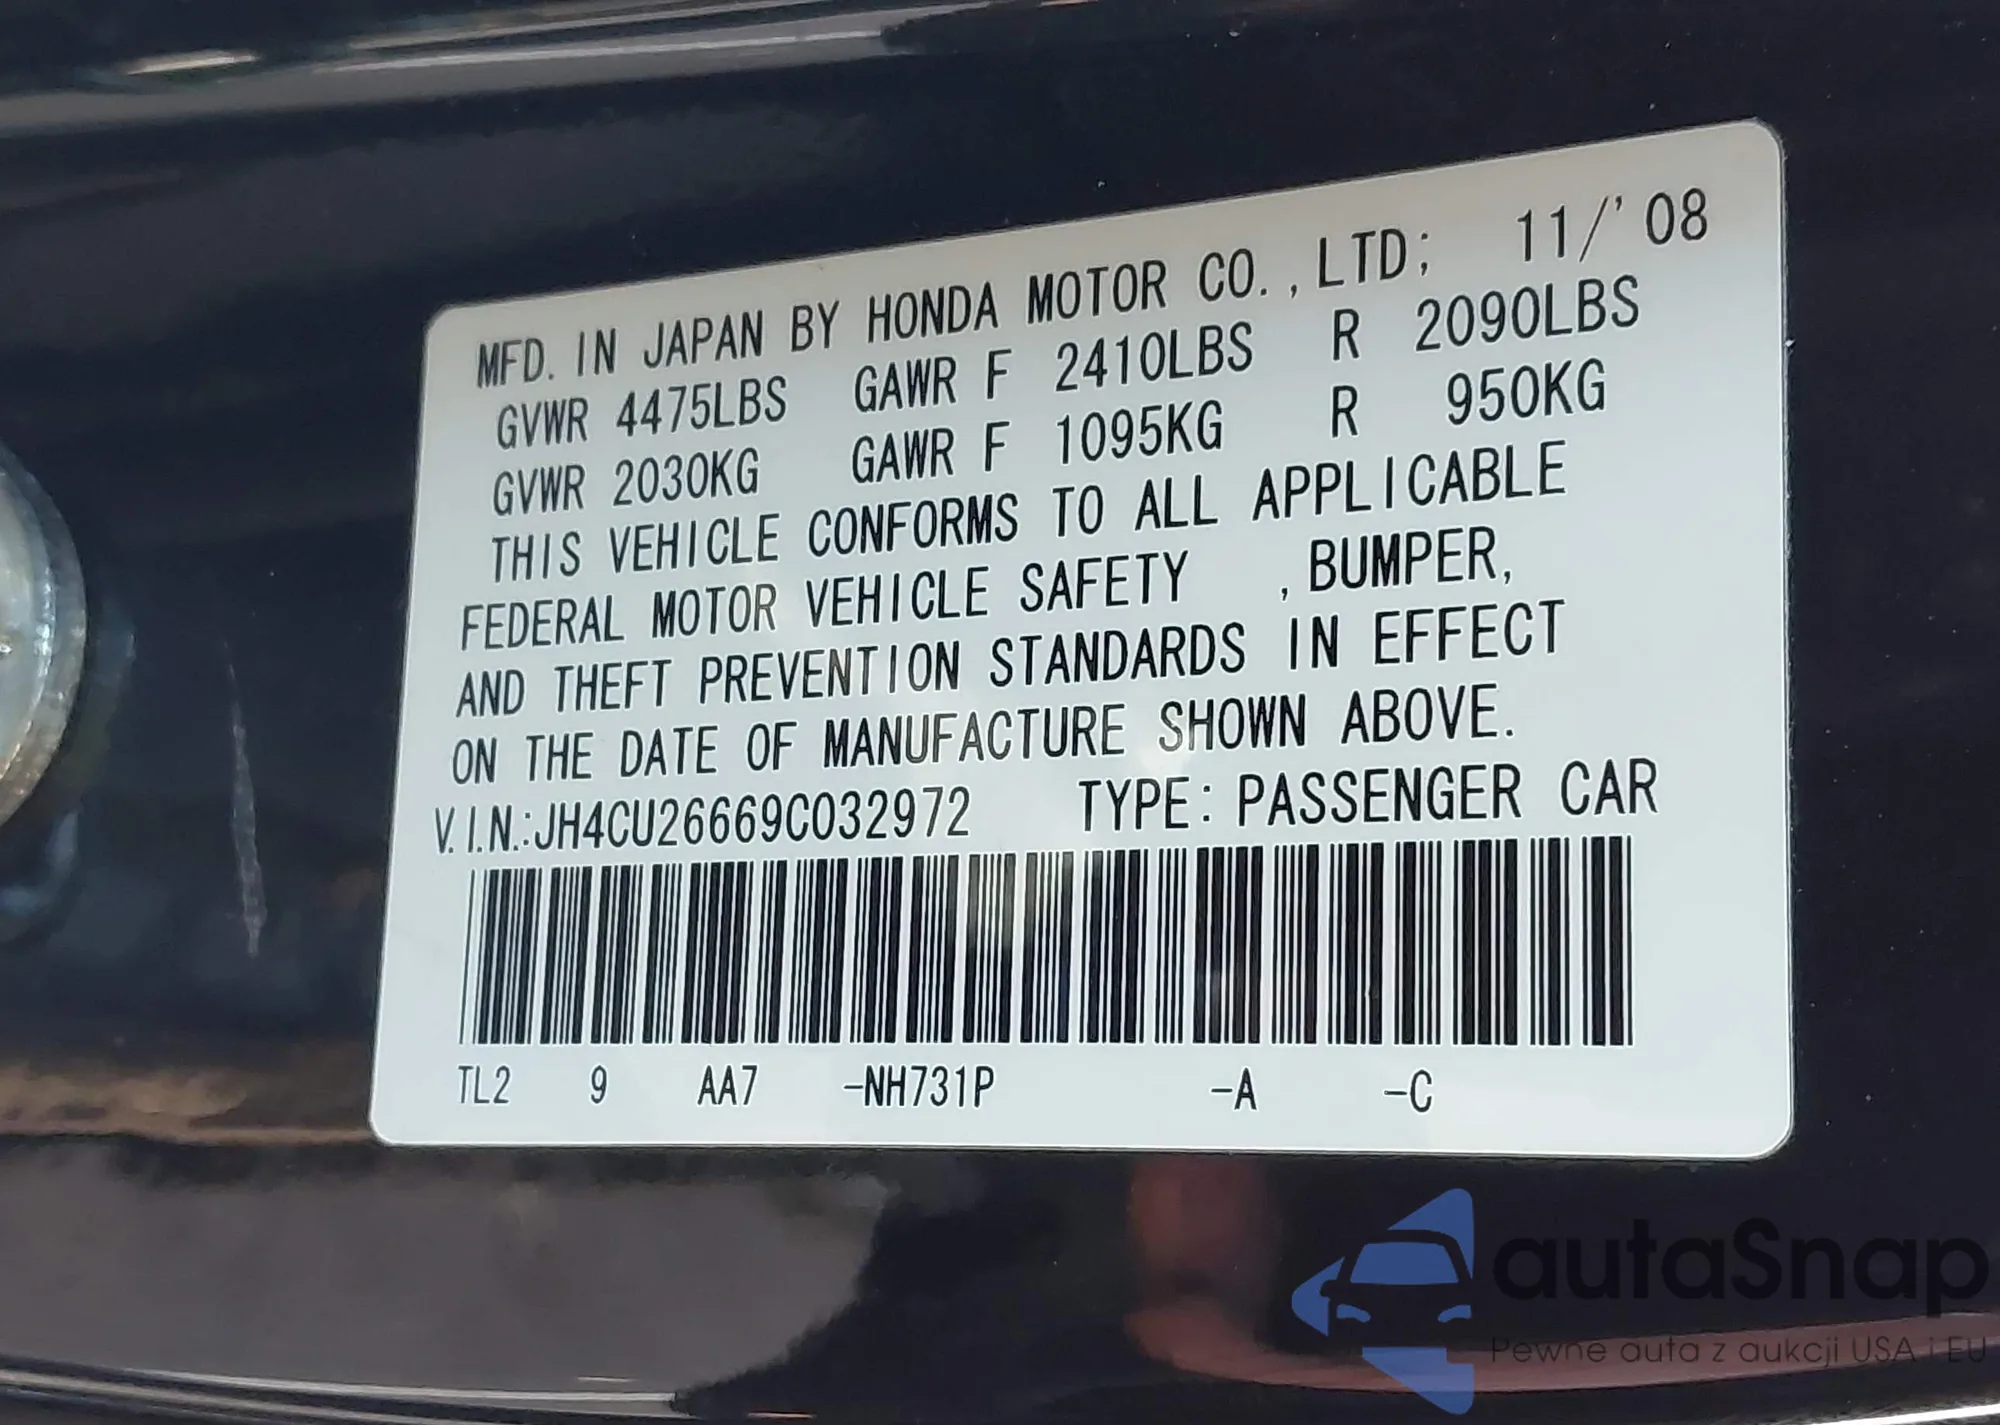 MFD. IN JAPAN BY HONDA MOTOR CO., LTD; 11/'08
GVWR 4475LBS GAWR F 2410LBS R 2090LBS
GVWR 2030KG GAWR F 1095KG R 950KG
THIS VEHICLE CONFORMS TO ALL APPLICABLE
FEDERAL MOTOR VEHICLE SAFETY , BUMPER,
AND THEFT PREVENTION STANDARDS IN EFFECT
ON THE DATE OF MANUFACTURE SHOWN ABOVE.
V.I.N.:JH4CU26669C032972 TYPE: PASSENGER CAR
TL2 9 AA7 -NH731P -A -C
autaSnap
Pewne auta z aukcji USA i EU